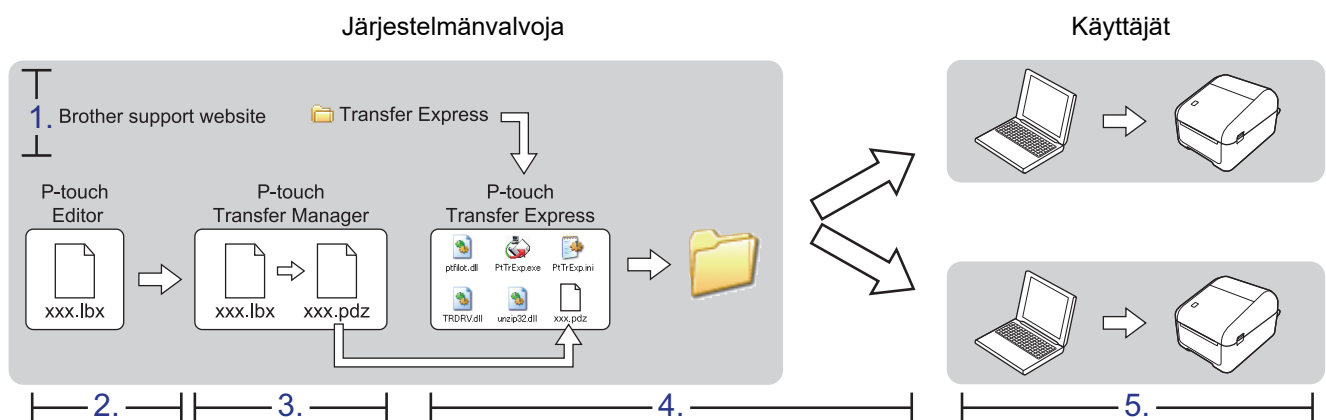 Järjestelmänvalvoja
Käyttäjät
1. Brother support website
Transfer Express
P-touch
Editor
xxx.lbx
P-touch
Transfer Manager
xxx.lbx
xxx.pdz
P-touch
Transfer Express
ptfilot.dll
PtTrExp.exe
PtTrExp.ini
TRDRV.dll
unzip32.dll
xxx.pdz
2.
3.
4.
5.